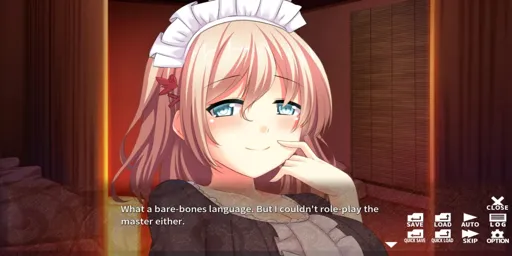 What a bare-bones language. But I couldn't role-play the
master either.
CLOSE
SAVE LOAD AUTO LOG
QUICK SAVE QUICK LOAD SKIP OPTION